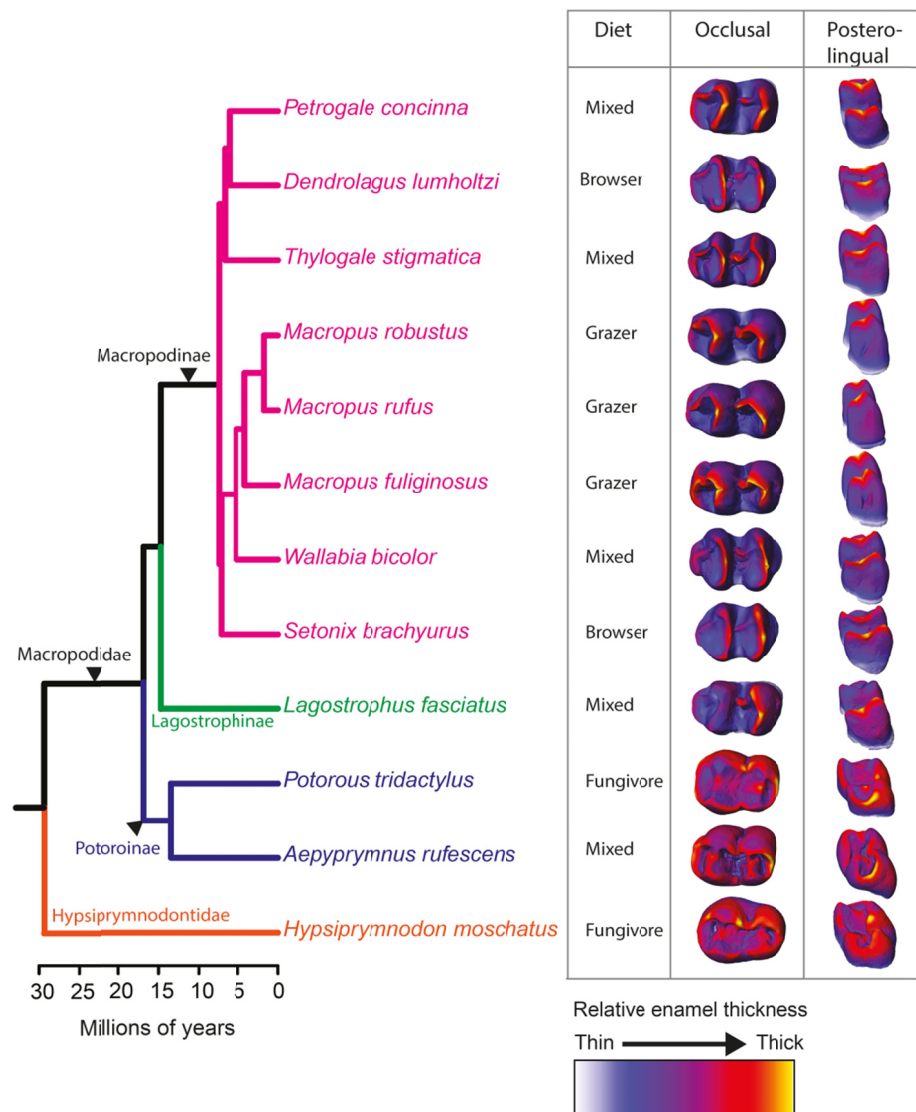 Diet Occlusal Postero-
lingual
Petrogale concinna Mixed
Dendrolagus lumholtzi Browser
Thylogale stigmatica Mixed
Macropus robustus Grazer
Macropodinae
Macropus rufus Grazer
Macropus fuliginosus Grazer
Wallabia bicolor Mixed
Setonix brachyurus Browser
Macropodidae
Lagostrophus fasciatus Mixed
Lagostrophinae
Potorous tridactylus Fungivore
Potoroinae
Aepyprymnus rufescens Mixed
Hypsiprymnodontidae
Hypsiprymnodon moschatus Fungivore
30 25 20 15 10 5 0
Millions of years
Relative enamel thickness
Thin Thick